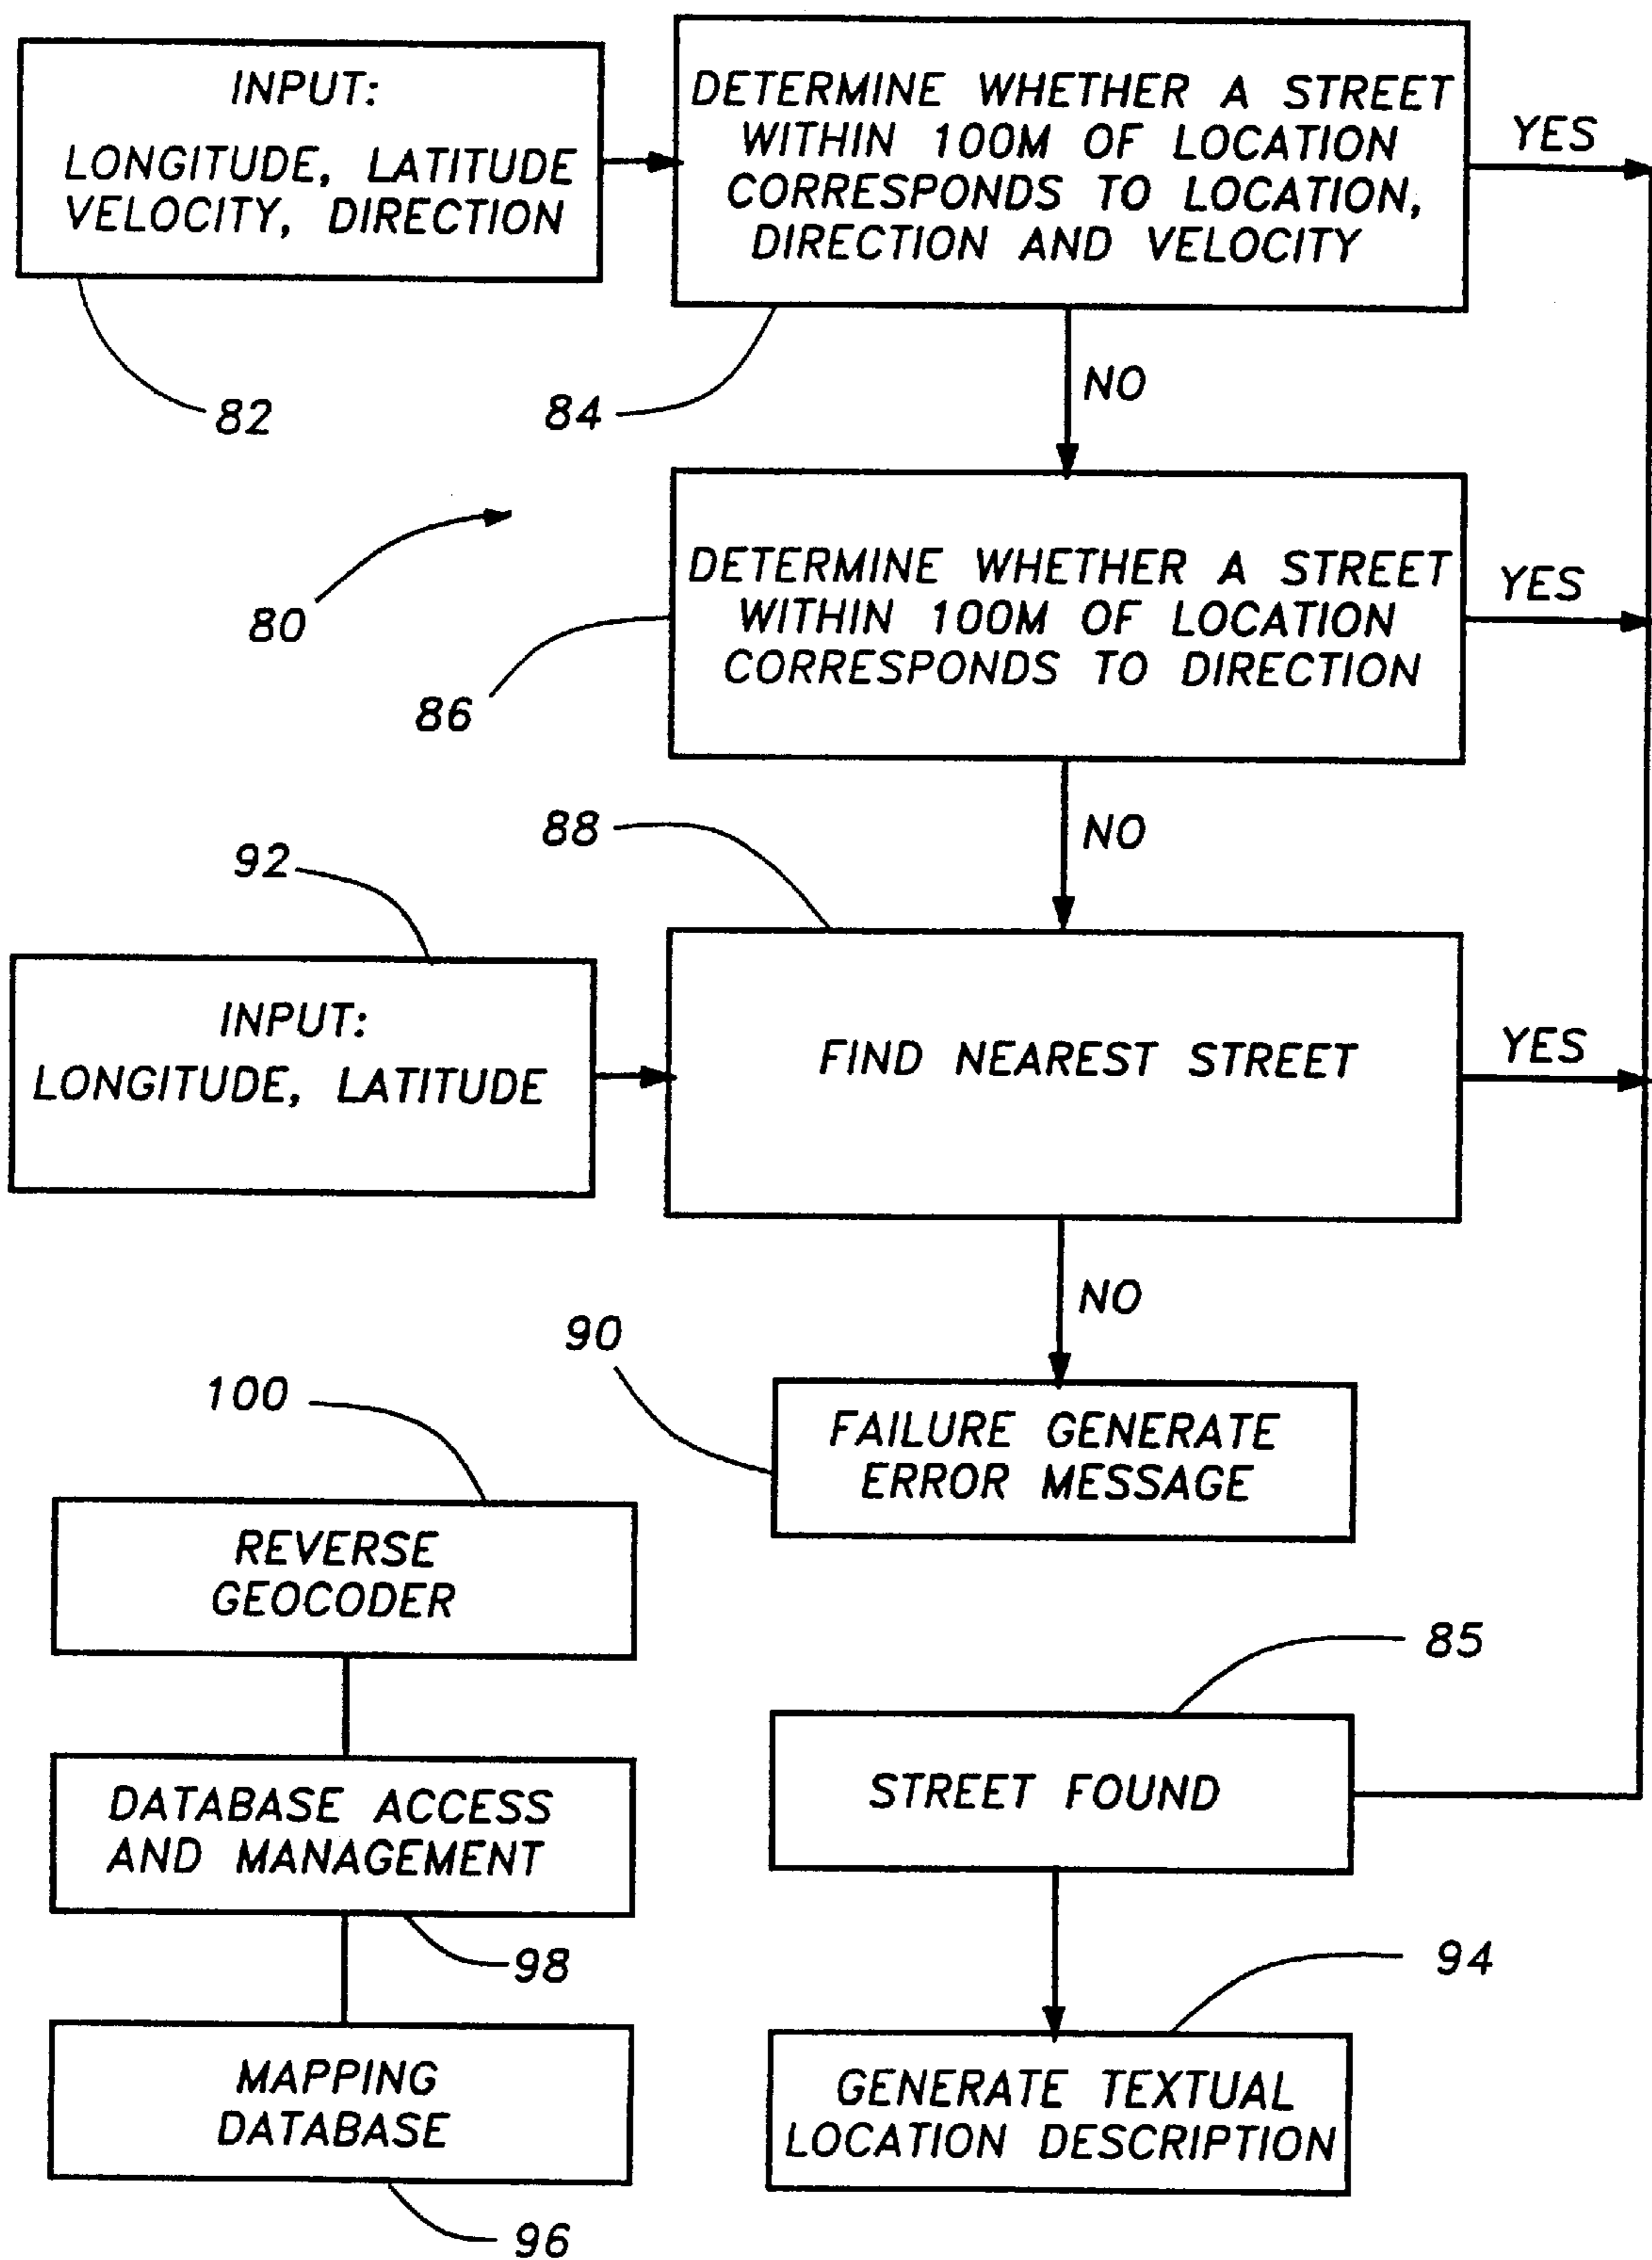 INPUT:
LONGITUDE, LATITUDE
VELOCITY, DIRECTION
82
DETERMINE WHETHER A STREET
WITHIN 100M OF LOCATION
CORRESPONDS TO LOCATION,
DIRECTION AND VELOCITY
84
YES
NO
80
DETERMINE WHETHER A STREET
WITHIN 100M OF LOCATION
CORRESPONDS TO DIRECTION
86
YES
NO
88
92
INPUT:
LONGITUDE, LATITUDE
FIND NEAREST STREET
YES
NO
90
FAILURE GENERATE
ERROR MESSAGE
100
REVERSE
GEOCODER
85
STREET FOUND
DATABASE ACCESS
AND MANAGEMENT
98
94
GENERATE TEXTUAL
LOCATION DESCRIPTION
MAPPING
DATABASE
96